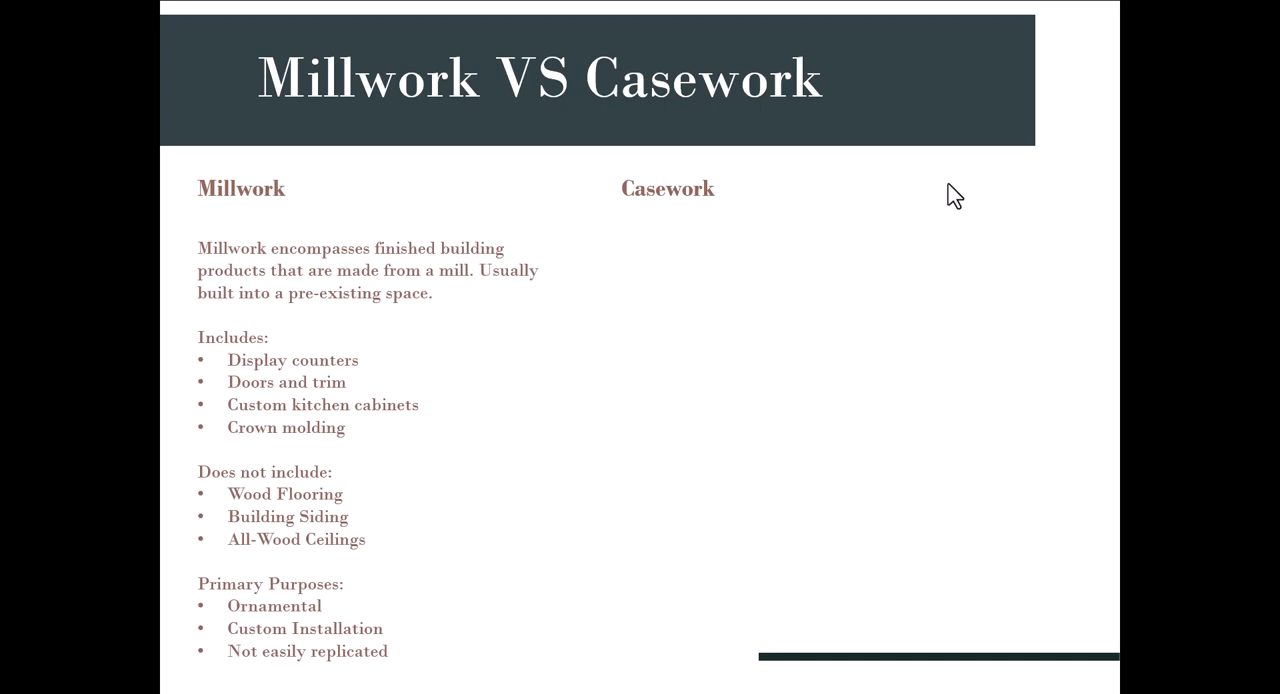 Millwork VS Casework
Millwork
Millwork encompasses finished building
products that are made from a mill. Usually
built into a pre-existing space.
Includes:
• Display counters
• Doors and trim
• Custom kitchen cabinets
• Crown molding
Does not include:
• Wood Flooring
• Building Siding
• All-Wood Ceilings
Primary Purposes:
• Ornamental
• Custom Installation
• Not easily replicated
Casework